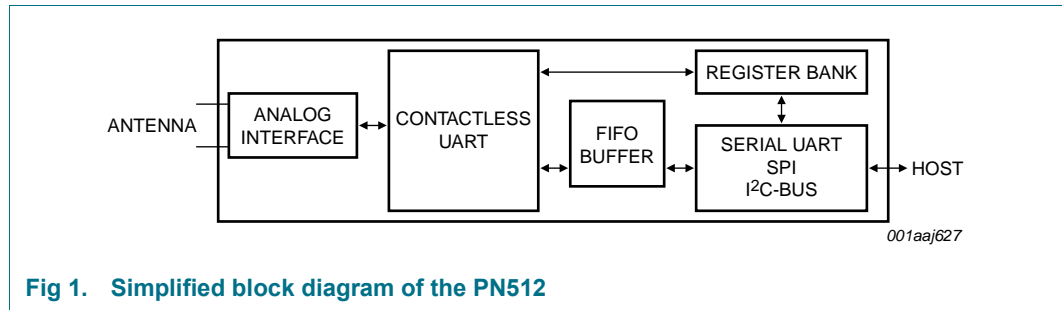 ANTENNA
ANALOG
INTERFACE
CONTACTLESS
UART
FIFO
BUFFER
REGISTER BANK
SERIAL UART
SPI
I²C-BUS
HOST
001aaj627
Fig 1. Simplified block diagram of the PN512